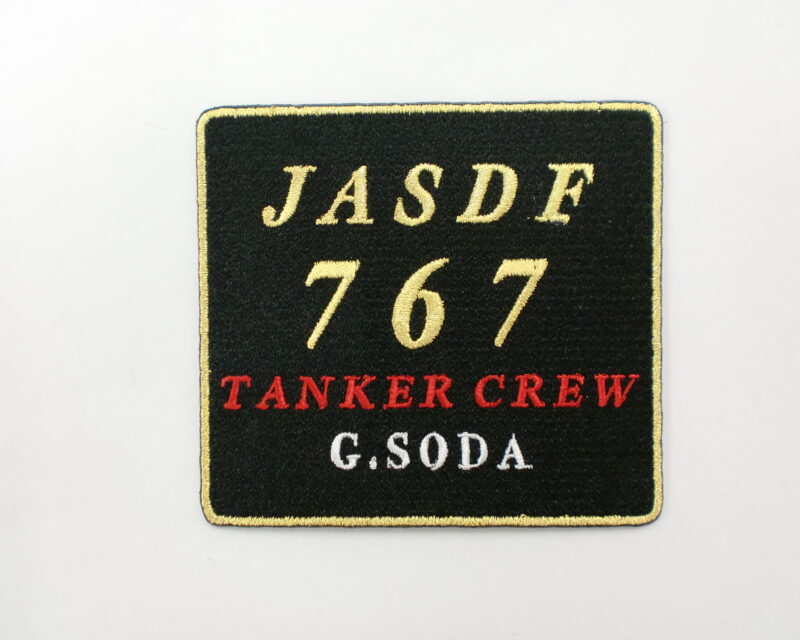 JASDF
767
TANKER CREW
G.SODA